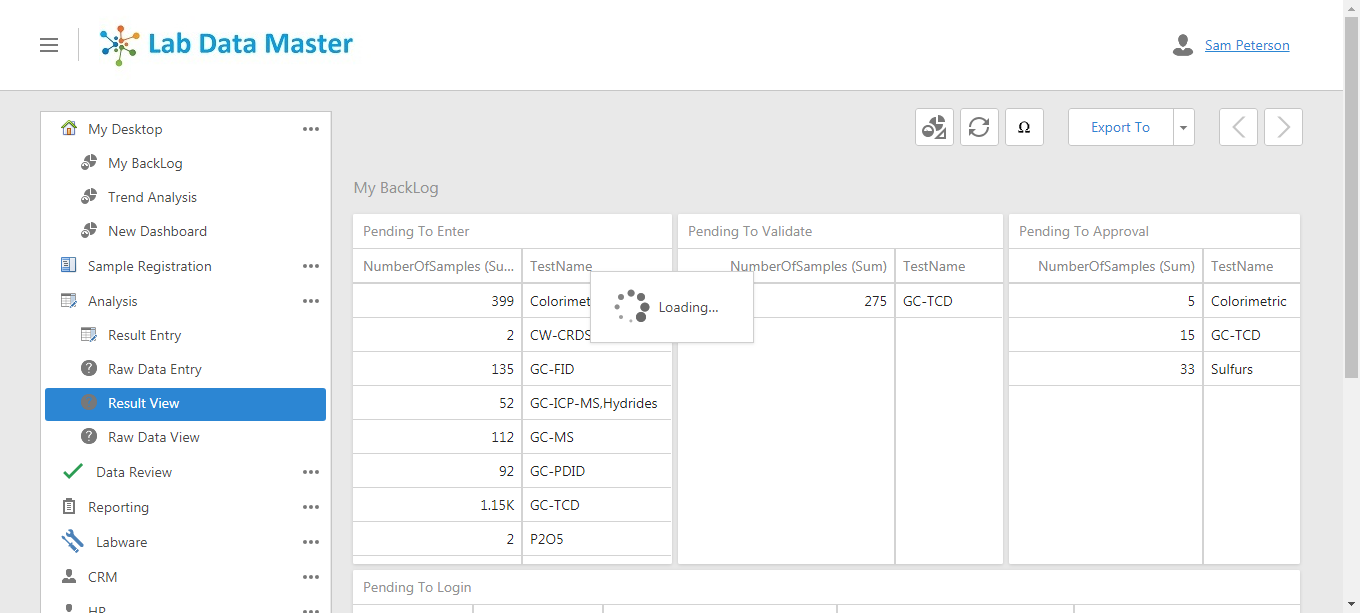 Lab Data Master
Sam Peterson
My Desktop
My BackLog
Trend Analysis
New Dashboard
Sample Registration
Analysis
Result Entry
Raw Data Entry
Result View
Raw Data View
Data Review
Reporting
Labware
CRM
HR
Ω
Export To
My BackLog
Pending To Enter
NumberOfSamples (Su... TestName
399 Colorimet
2 CW-CRDS
135 GC-FID
52 GC-ICP-MS,Hydrides
112 GC-MS
92 GC-PDID
1.15K GC-TCD
2 P2O5
Loading...
Pending To Validate
NumberOfSamples (Sum) TestName
275 GC-TCD
Pending To Approval
NumberOfSamples (Sum) TestName
5 Colorimetric
15 GC-TCD
33 Sulfurs
Pending To Login